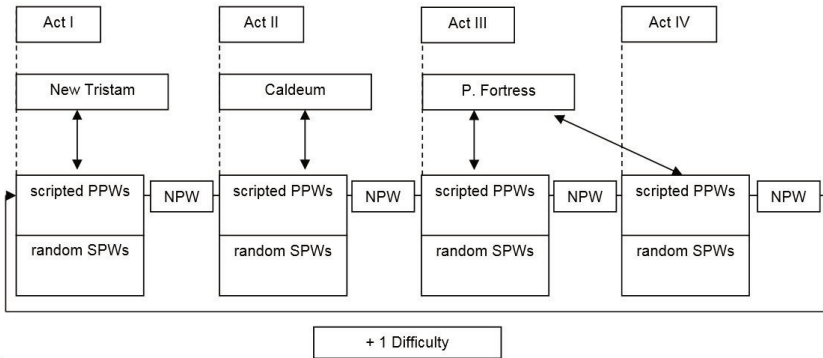 Act I
Act II
Act III
Act IV
New Tristam
Caldeum
P. Fortress
scripted PPWs
NPW
scripted PPWs
NPW
scripted PPWs
NPW
scripted PPWs
NPW
random SPWs
random SPWs
random SPWs
random SPWs
+ 1 Difficulty